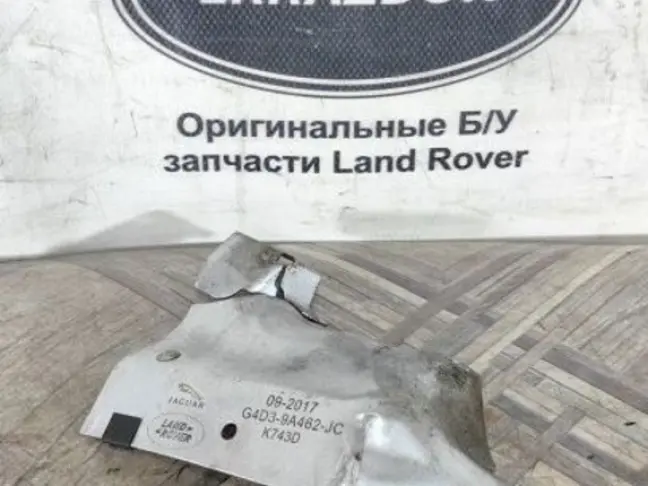 Оригинальные Б/У
запчасти Land Rover
09-2017
G4D3-9A462-JC
K743D
JAGUAR
LAND
ROVER